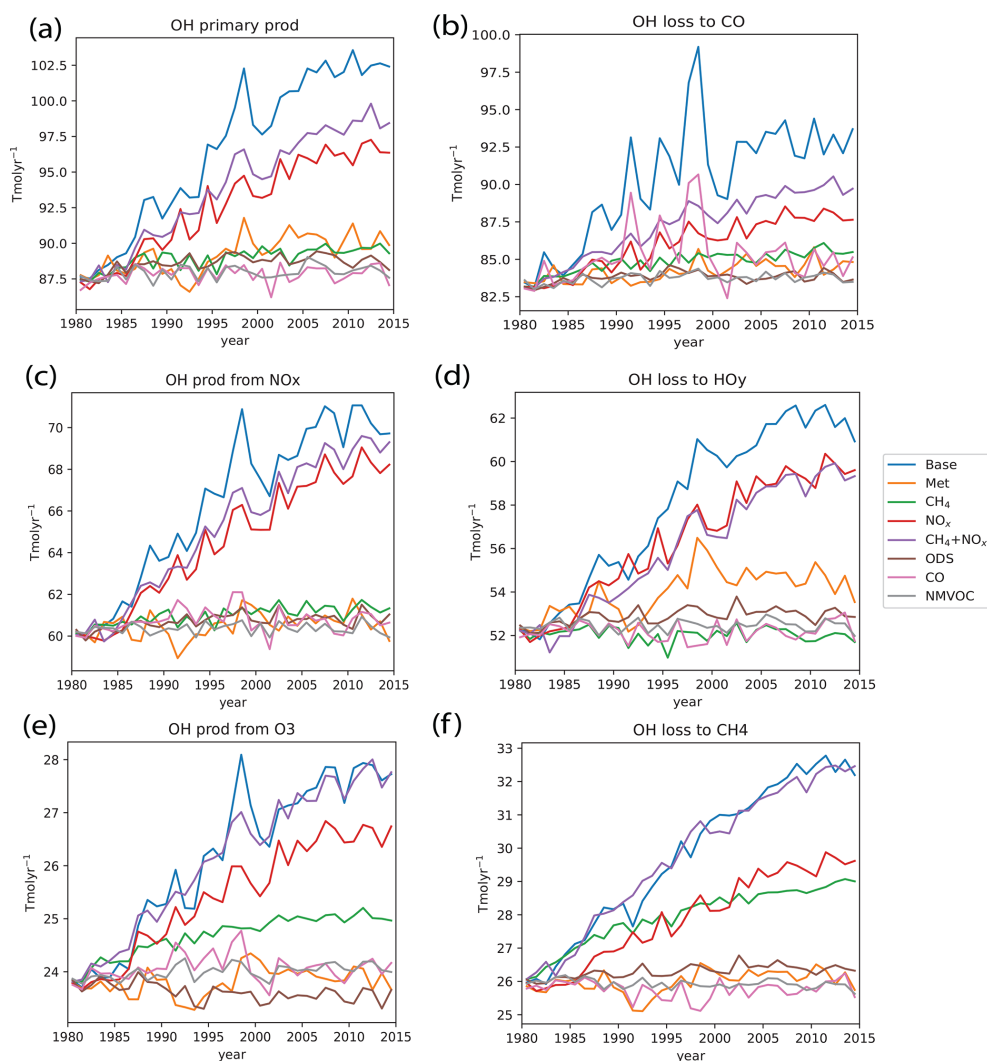 (a)
OH primary prod
102.5
100.0
97.5
95.0
92.5
90.0
87.5
Tmolyr⁻¹
1980 1985 1990 1995 2000 2005 2010 2015
year
(b)
OH loss to CO
100.0
97.5
95.0
92.5
90.0
87.5
85.0
82.5
Tmolyr⁻¹
1980 1985 1990 1995 2000 2005 2010 2015
year
(c)
OH prod from NOx
70
68
66
64
62
60
Tmolyr⁻¹
1980 1985 1990 1995 2000 2005 2010 2015
year
(d)
OH loss to HOy
62
60
58
56
54
52
Tmolyr⁻¹
1980 1985 1990 1995 2000 2005 2010 2015
year
Base
Met
CH₄
NOₓ
CH₄+NOₓ
ODS
CO
NMVOC
(e)
OH prod from O3
28
27
26
25
24
Tmolyr⁻¹
1980 1985 1990 1995 2000 2005 2010 2015
year
(f)
OH loss to CH4
33
32
31
30
29
28
27
26
25
Tmolyr⁻¹
1980 1985 1990 1995 2000 2005 2010 2015
year